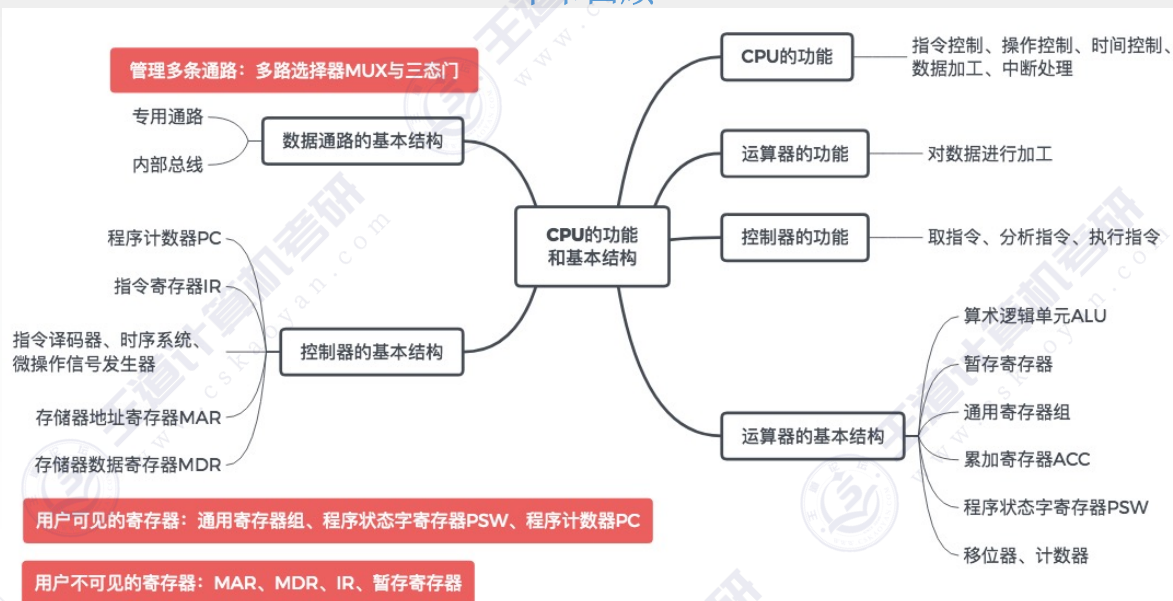 本节回顾
管理多条通路：多路选择器MUX与三态门
专用通路
内部总线
数据通路的基本结构
程序计数器PC
指令寄存器IR
指令译码器、时序系统、
微操作信号发生器
存储器地址寄存器MAR
存储器数据寄存器MDR
控制器的基本结构
用户可见的寄存器：通用寄存器组、程序状态字寄存器PSW、程序计数器PC
用户不可见的寄存器：MAR、MDR、IR、暂存寄存器
CPU的功能
和基本结构
CPU的功能
指令控制、操作控制、时间控制、
数据加工、中断处理
运算器的功能
对数据进行加工
控制器的功能
取指令、分析指令、执行指令
运算器的基本结构
算术逻辑单元ALU
暂存寄存器
通用寄存器组
累加寄存器ACC
程序状态字寄存器PSW
移位器、计数器
王道计算机考研
cskaoyan.com